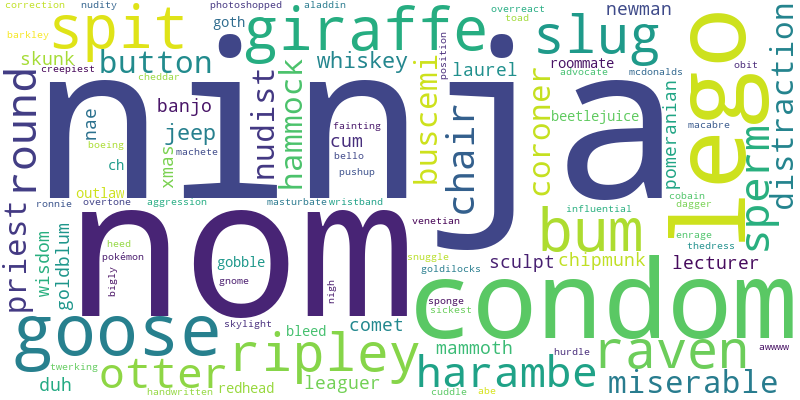 correction
nudity
photoshopped
aladdin
overreact
toad
newman
barkley
spit
.giraffe.
goth
slug
skunk
button
whiskey
laurel
roommate
obit
creepiest
cheddar
advocate
mcdonalds
lego
distraction
round
ninja
nae
banjo
nudist
hammock
buscemi
position
chair
coroner
beetlejuice
pomeranian
macabre
jeep
fainting
cum
boeing
machete
bello
xmas
ch
pushup
sperm
outlaw
cobain
dagger
ronnie
overtone
aggression
masturbate
wristband
influential
priest
wisdom
goldblum
nom
venetian
bum
enrage
thedress
heed
pokémon
gobble
snuggle
goldilocks
sculpt
chipmunk
lecturer
bigly
gnome
nigh
sponge
sickest
condom
goose
skylight
bleed
comet
ripley
mammoth
hurdle
raven
awwww
otter
twerking
duh
handwritten
redhead
leaguer
harambe
cuddle
abe
miserable